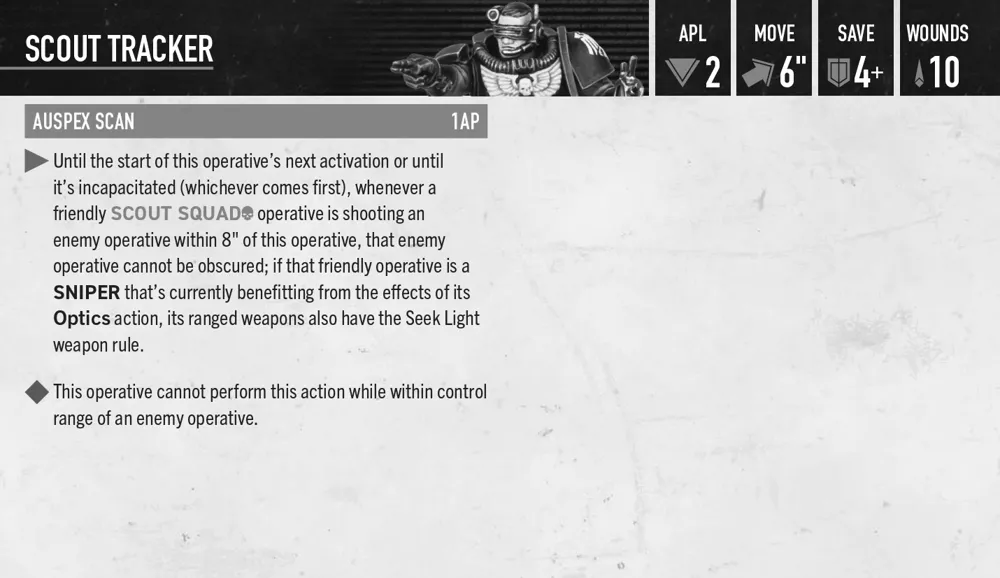 SCOUT TRACKER
APL
2
MOVE
6"
SAVE
4+
WOUNDS
10
AUSPEX SCAN 1AP
Until the start of this operative's next activation or until
it's incapacitated (whichever comes first), whenever a
friendly SCOUT SQUAD operative is shooting an
enemy operative within 8" of this operative, that enemy
operative cannot be obscured; if that friendly operative is a
SNIPER that's currently benefitting from the effects of its
Optics action, its ranged weapons also have the Seek Light
weapon rule.
This operative cannot perform this action while within control
range of an enemy operative.